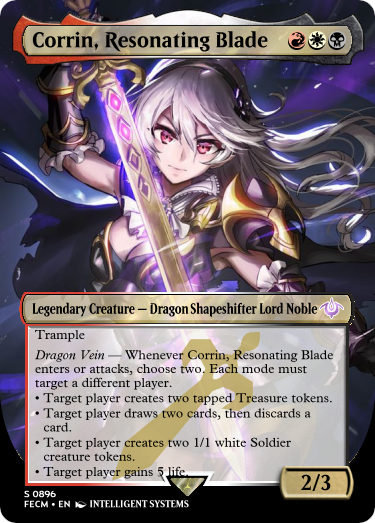 Corrin, Resonating Blade
Legendary Creature — Dragon Shapeshifter Lord Noble
Trample
Dragon Vein — Whenever Corrin, Resonating Blade
enters or attacks, choose two. Each mode must
target a different player.
• Target player creates two tapped Treasure tokens.
• Target player draws two cards, then discards a
card.
• Target player creates two 1/1 white Soldier
creature tokens.
• Target player gains 5 life.
2/3
S 0896
FECM • EN INTELLIGENT SYSTEMS